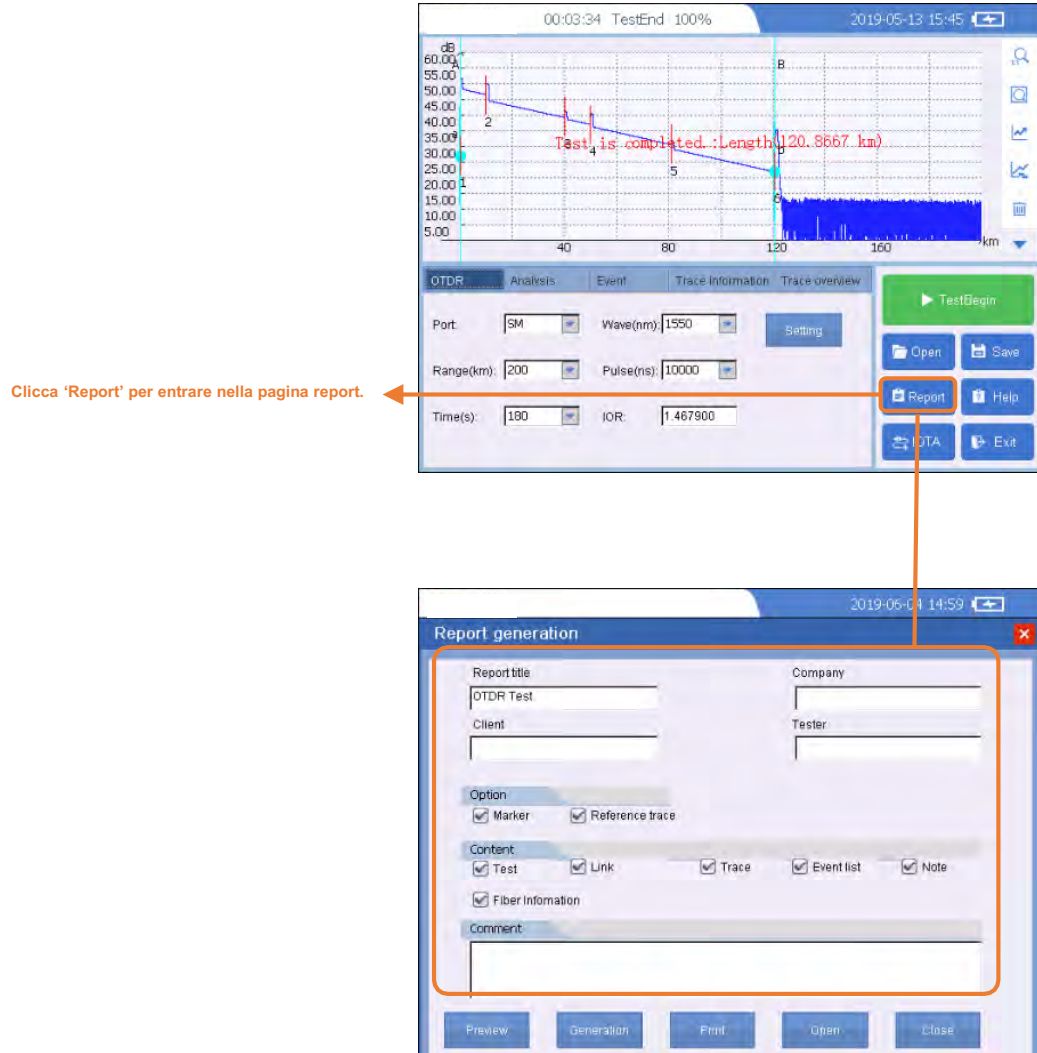 00:03:34 TestEnd 100% 2019-05-13 15:45
dB
60.00
A
B
55.00
50.00
45.00
40.00
2
35.00
3
Test is completed.:Length(120.8667 km)
30.00
4
25.00
5
20.00
1
15.00
6
10.00
5.00
40 80 120 160 km
OTDR Analysis Event Trace information Trace overview
TestBegin
Port: SM Wave(nm): 1550 Setting
Open Save
Range(km): 200 Pulse(ns): 10000
Clicca ‘Report’ per entrare nella pagina report.
Report Help
Time(s): 180 IOR: 1.467900
IOTA Exit
2019-06-04 14:59
Report generation
Report title Company
OTDR Test
Client Tester
Option
Marker Reference trace
Content
Test Link Trace Event list Note
Fiber Infomation
Comment
Preview Generation Print Open Close